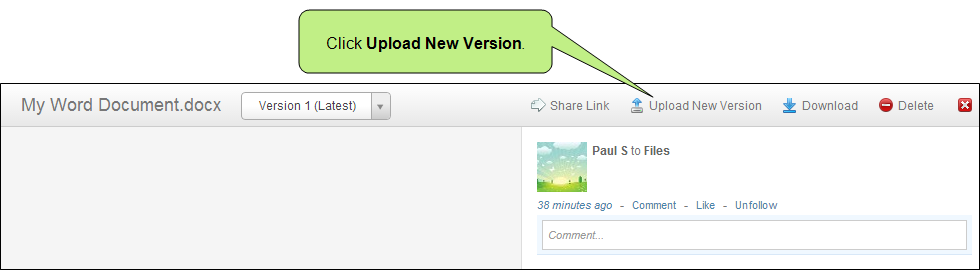 Click Upload New Version.
My Word Document.docx Version 1 (Latest) Share Link Upload New Version Download Delete
Paul S to Files
38 minutes ago - Comment - Like - Unfollow
Comment...